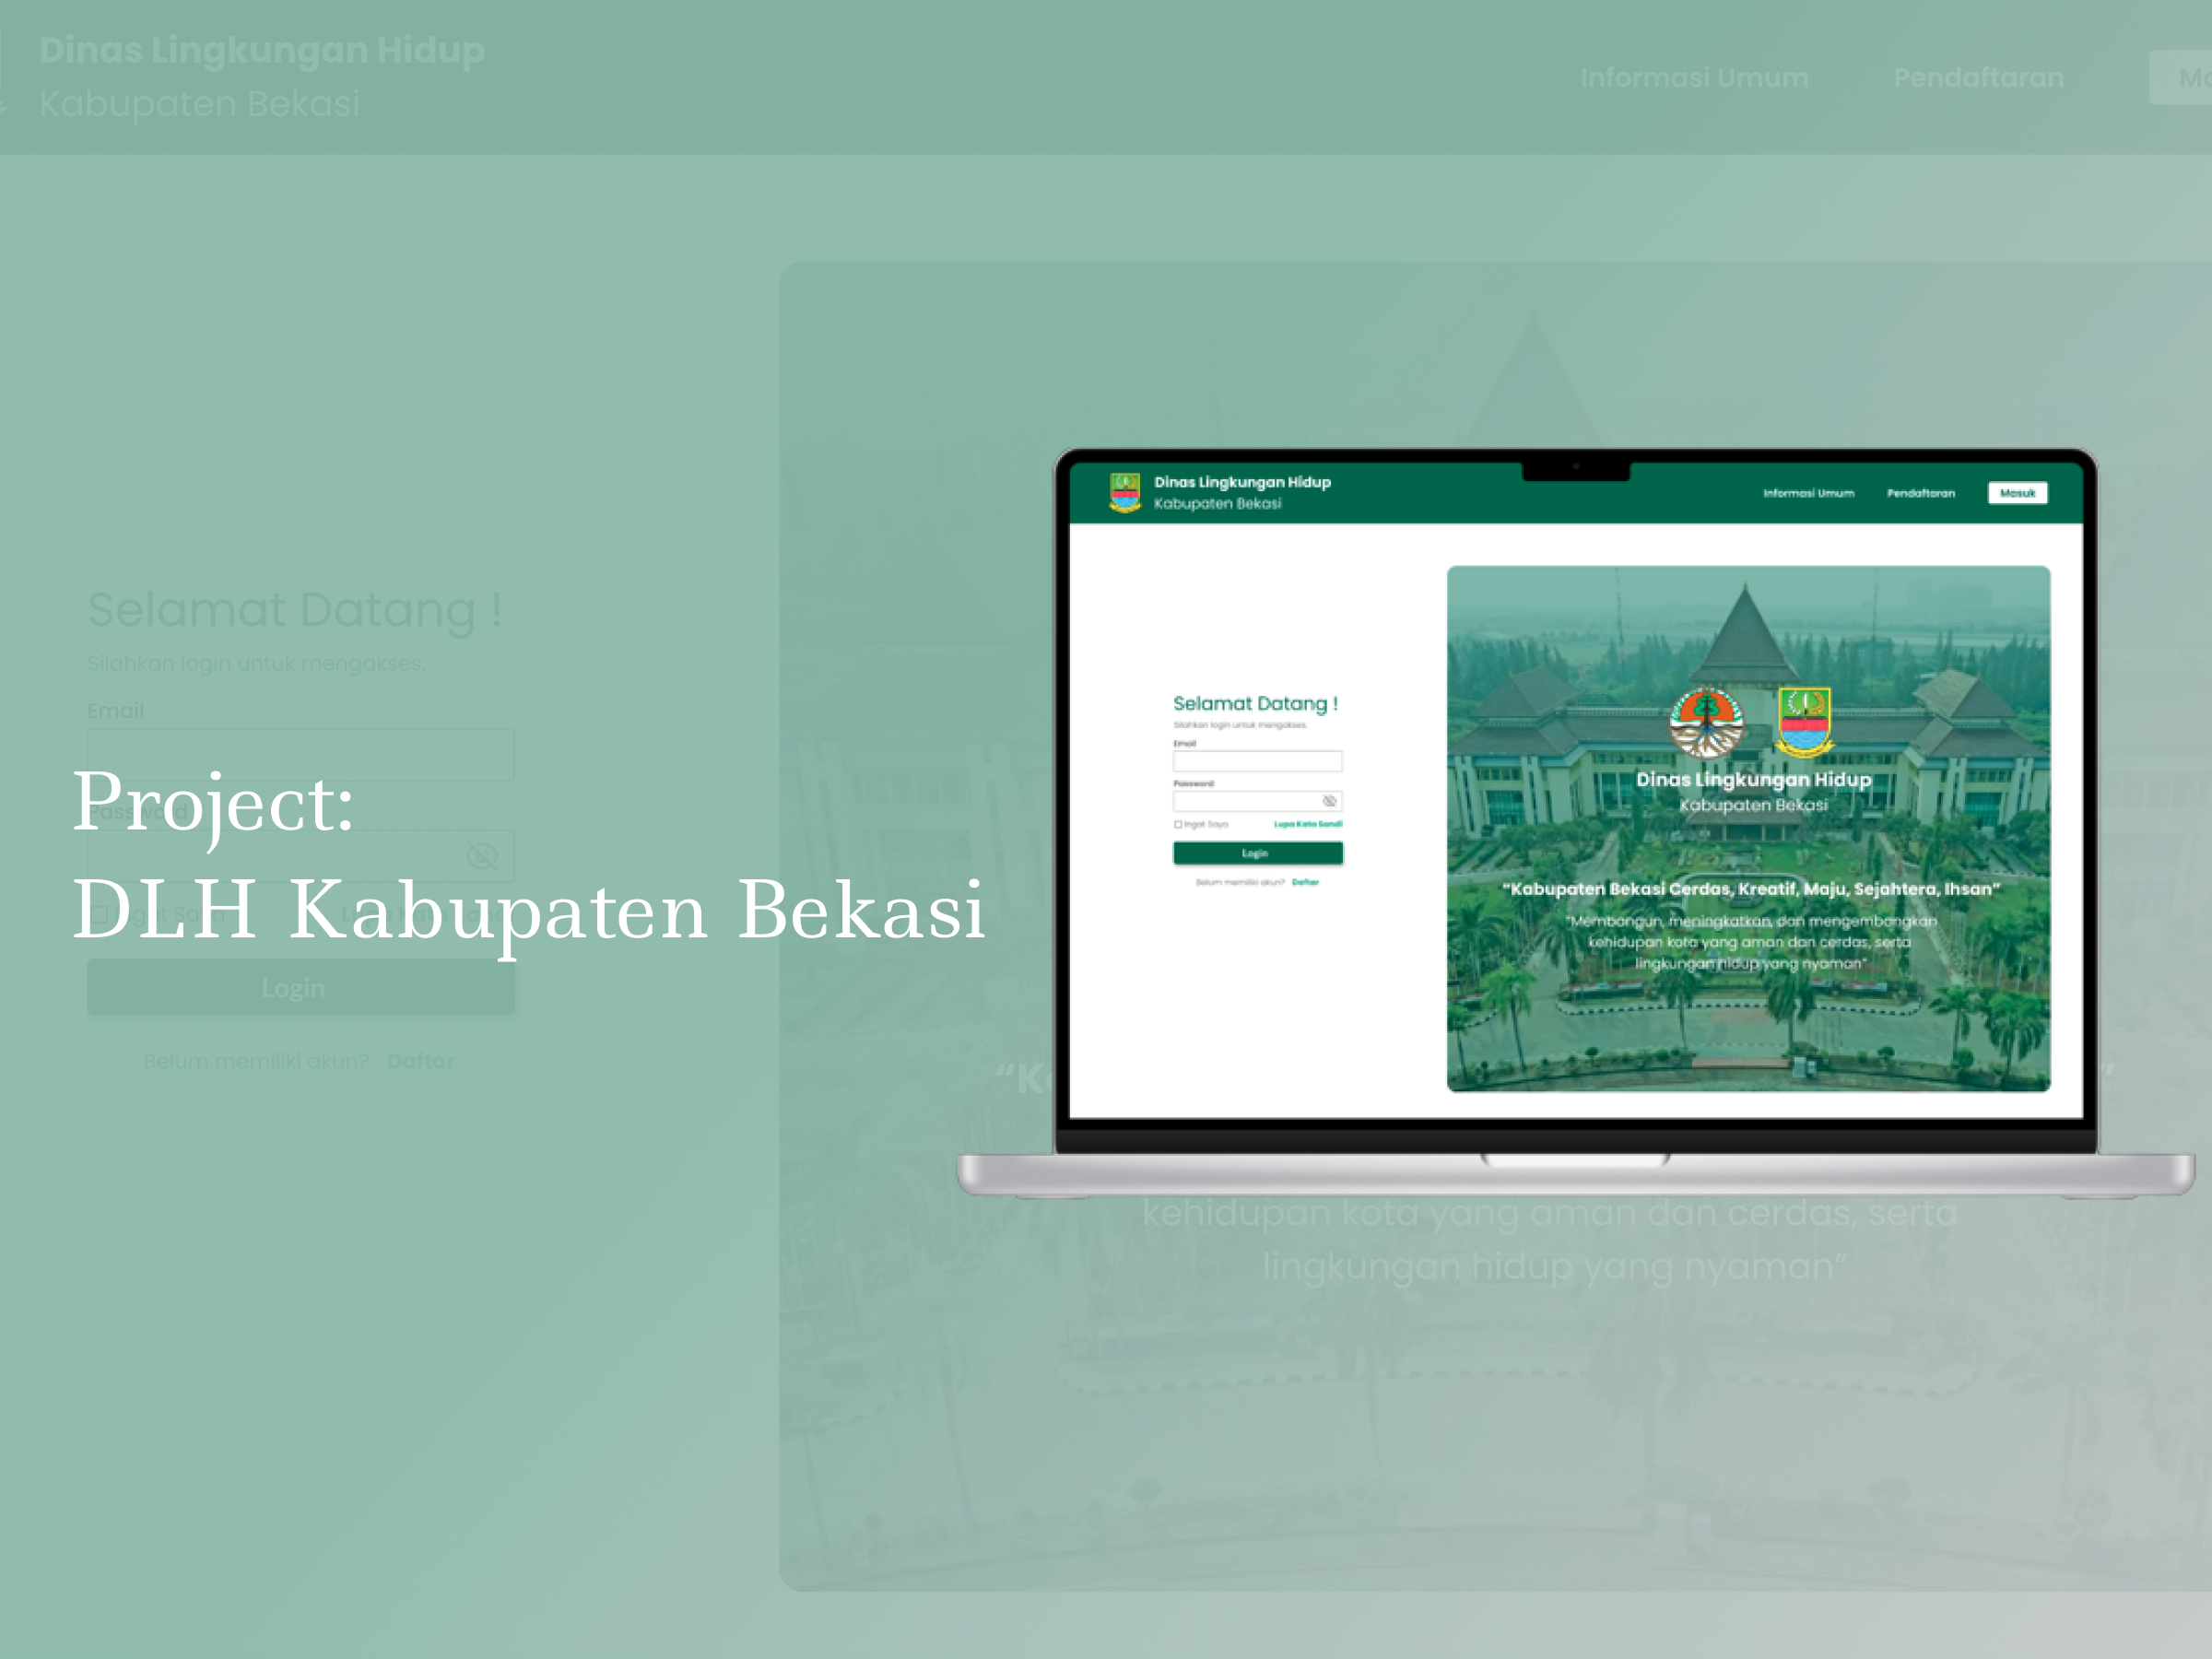 Dinas Lingkungan Hidup
Kabupaten Bekasi
Informasi Umum
Pendaftaran
Selamat Datang !
Silahkan login untuk mengakses.
Email
Password
Project:
DLH Kabupaten Bekasi
Login
Belum memiliki akun? Daftar
kehidupan kota yang aman dan cerdas, serta
lingkungan hidup yang nyaman”
Dinas Lingkungan Hidup
Kabupaten Bekasi
Informasi Umum
Pendaftaran
Masuk
Selamat Datang !
Silahkan login untuk mengakses.
Email
Password
Ingat Saya
Lupa Kata Sandi
Login
Belum memiliki akun? Daftar
Dinas Lingkungan Hidup
Kabupaten Bekasi
“Kabupaten Bekasi Cerdas, Kreatif, Maju, Sejahtera, Ihsan”
“Membangun, meningkatkan, dan mengembangkan
kehidupan kota yang aman dan cerdas, serta
lingkungan hidup yang nyaman”